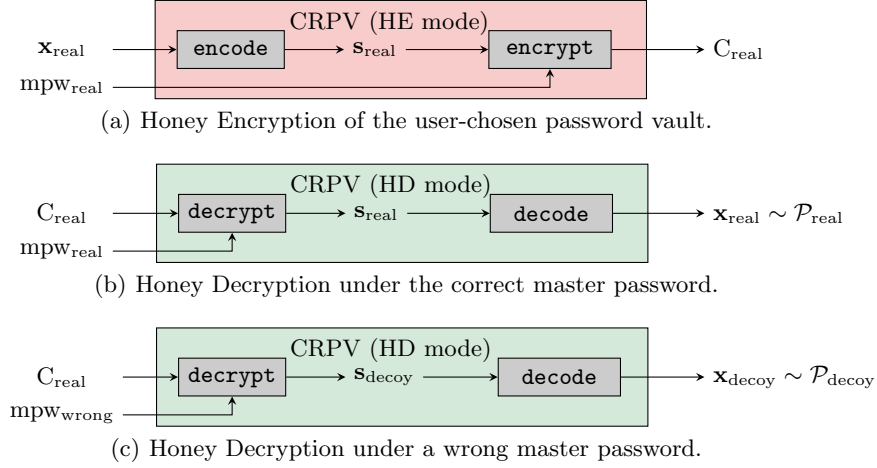 CRPV (HE mode)
x_real encode s_real encrypt C_real
mpw_real
(a) Honey Encryption of the user-chosen password vault.
CRPV (HD mode)
C_real decrypt s_real decode x_real ∼ P_real
mpw_real
(b) Honey Decryption under the correct master password.
CRPV (HD mode)
C_real decrypt s_decoy decode x_decoy ∼ P_decoy
mpw_wrong
(c) Honey Decryption under a wrong master password.